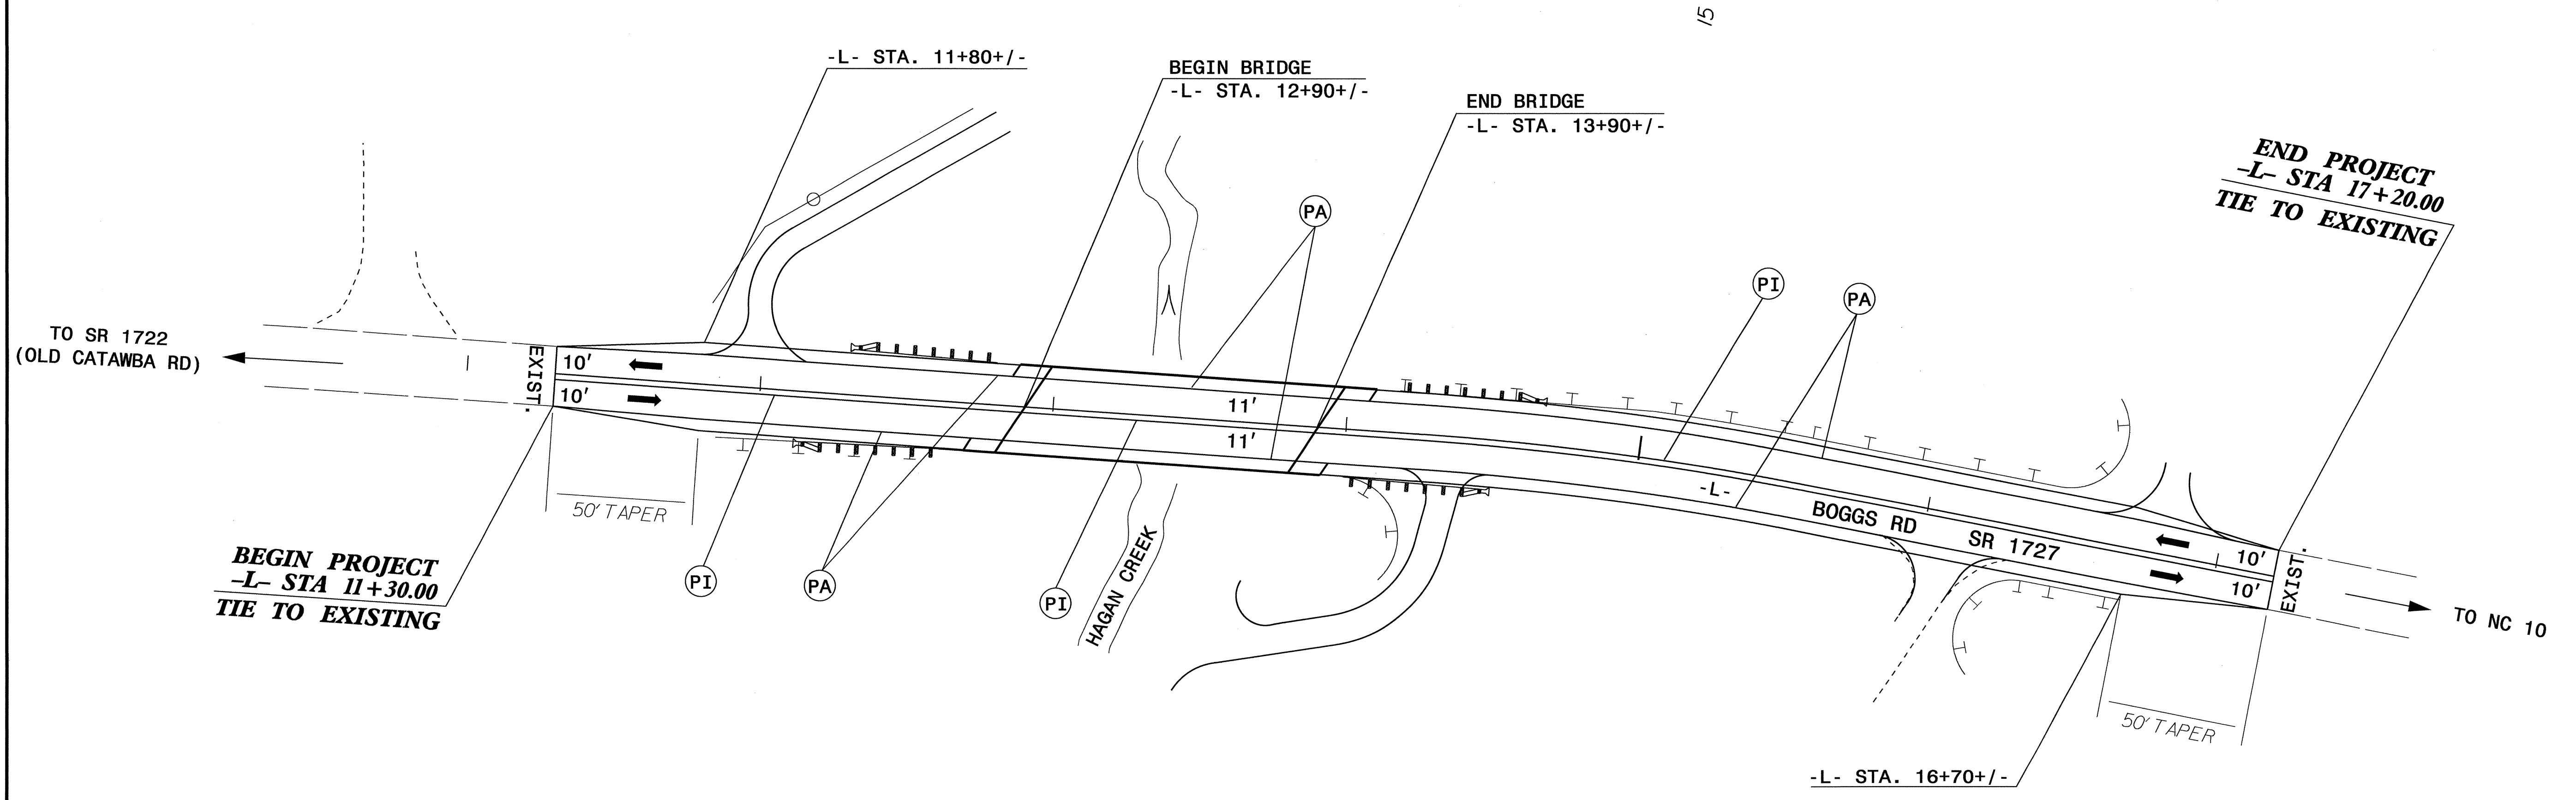 15
-L- STA. 11+80+/-
BEGIN BRIDGE
-L- STA. 12+90+/-
END BRIDGE
-L- STA. 13+90+/-
END PROJECT
-L- STA 17+20.00
TIE TO EXISTING
PA
PI
PA
TO SR 1722
(OLD CATAWBA RD)
EXIST.
10'
10'
11'
11'
50' TAPER
-L-
BOGGS RD
SR 1727
10'
10'
EXIST.
TO NC 10
BEGIN PROJECT
-L- STA 11+30.00
TIE TO EXISTING
PI
PA
PI
HAGAN CREEK
50' TAPER
-L- STA. 16+70+/-